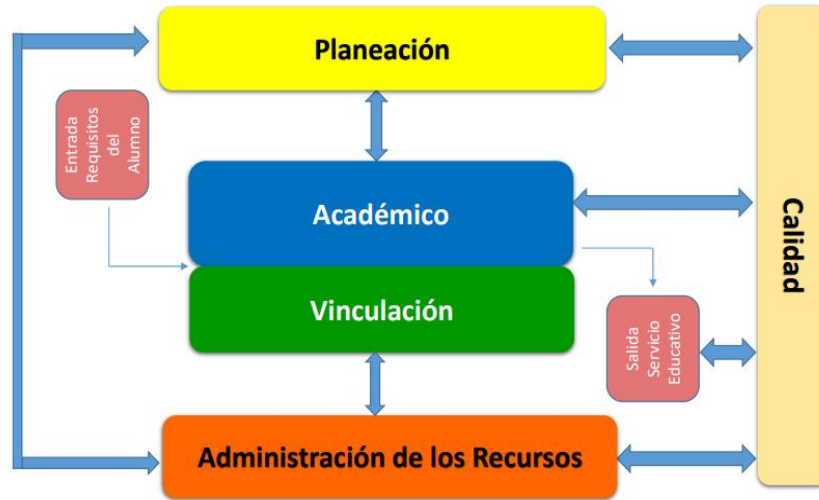 Planeación
Entrada
Requisitos
del
Alumno
Académico
Vinculación
Calidad
Salida
Servicio
Educativo
Administración de los Recursos